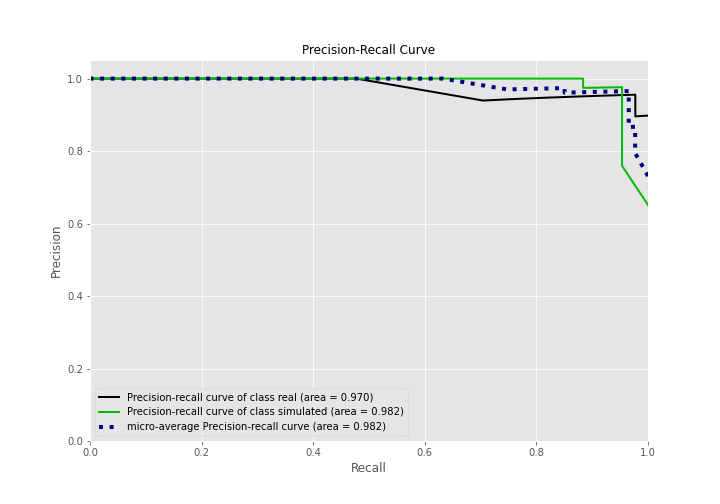 Precision-Recall Curve
1.0
0.8
0.6
0.4
0.2
0.0
Precision
Precision-recall curve of class real (area = 0.970)
Precision-recall curve of class simulated (area = 0.982)
micro-average Precision-recall curve (area = 0.982)
0.0 0.2 0.4 0.6 0.8 1.0
Recall